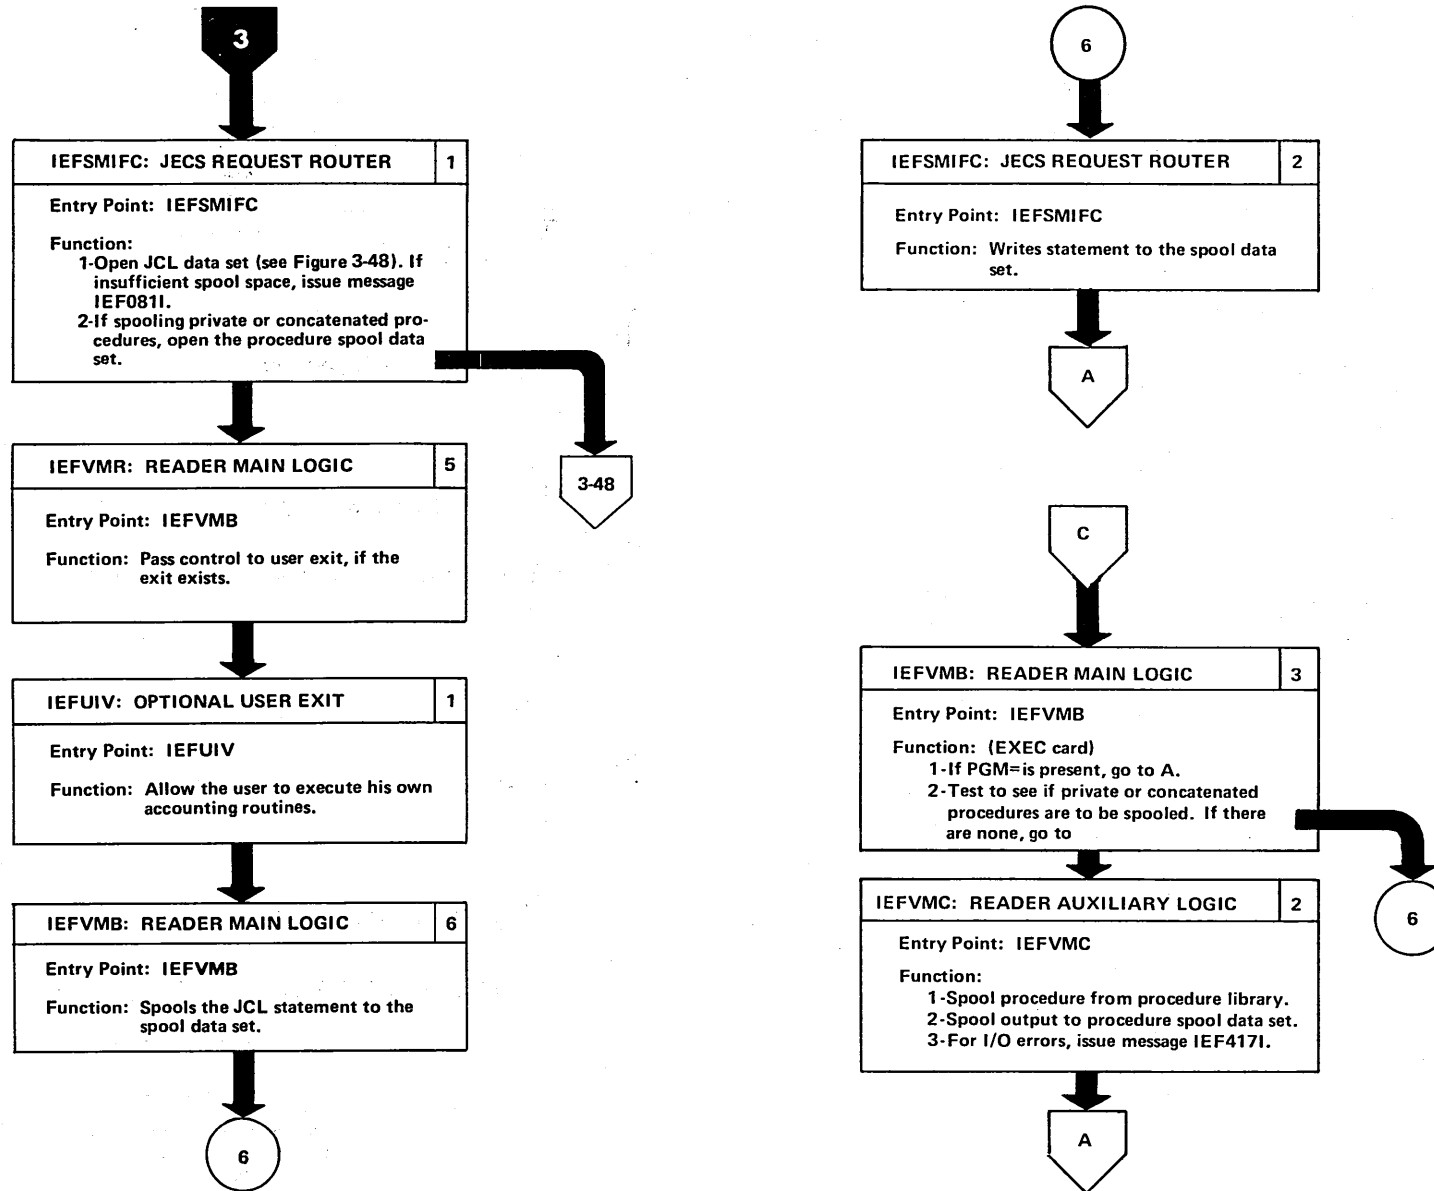 3
IEFSMIFC: JECS REQUEST ROUTER 1
Entry Point: IEFSMIFC
Function:
1-Open JCL data set (see Figure 3-48). If
insufficient spool space, issue message
IEF081I.
2-If spooling private or concatenated pro-
cedures, open the procedure spool data
set.
3-48
IEFVMR: READER MAIN LOGIC 5
Entry Point: IEFVMB
Function: Pass control to user exit, if the
exit exists.
IEFUIV: OPTIONAL USER EXIT 1
Entry Point: IEFUIV
Function: Allow the user to execute his own
accounting routines.
IEFVMB: READER MAIN LOGIC 6
Entry Point: IEFVMB
Function: Spools the JCL statement to the
spool data set.
6
6
IEFSMIFC: JECS REQUEST ROUTER 2
Entry Point: IEFSMIFC
Function: Writes statement to the spool data
set.
A
C
IEFVMB: READER MAIN LOGIC 3
Entry Point: IEFVMB
Function: (EXEC card)
1-If PGM=is present, go to A.
2-Test to see if private or concatenated
procedures are to be spooled. If there
are none, go to
6
IEFVMC: READER AUXILIARY LOGIC 2
Entry Point: IEFVMC
Function:
1-Spool procedure from procedure library.
2-Spool output to procedure spool data set.
3-For I/O errors, issue message IEF417I.
A